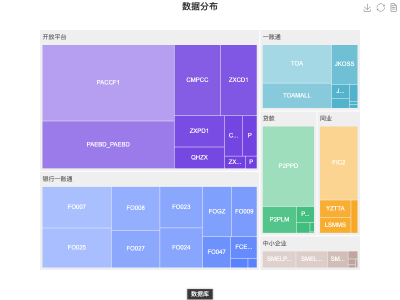 数据分布
开放平台
PACCF1
PAEBD_PAEBD
CMPCC
ZXCD1
ZXPD1
QHZX
C...
P
ZX...
P
一账通
TOA
JKOSS
TOAMALL
J...
贷款
P2PPD
P2PLM
P...
同业
YZTTA
LSMMS
银行一账通
FO007
FO008
FO023
FOGZ
FO009
FO025
FO027
FO024
FO047
FCE...
中小企业
SMELP...
SMEL...
SM...
数据库